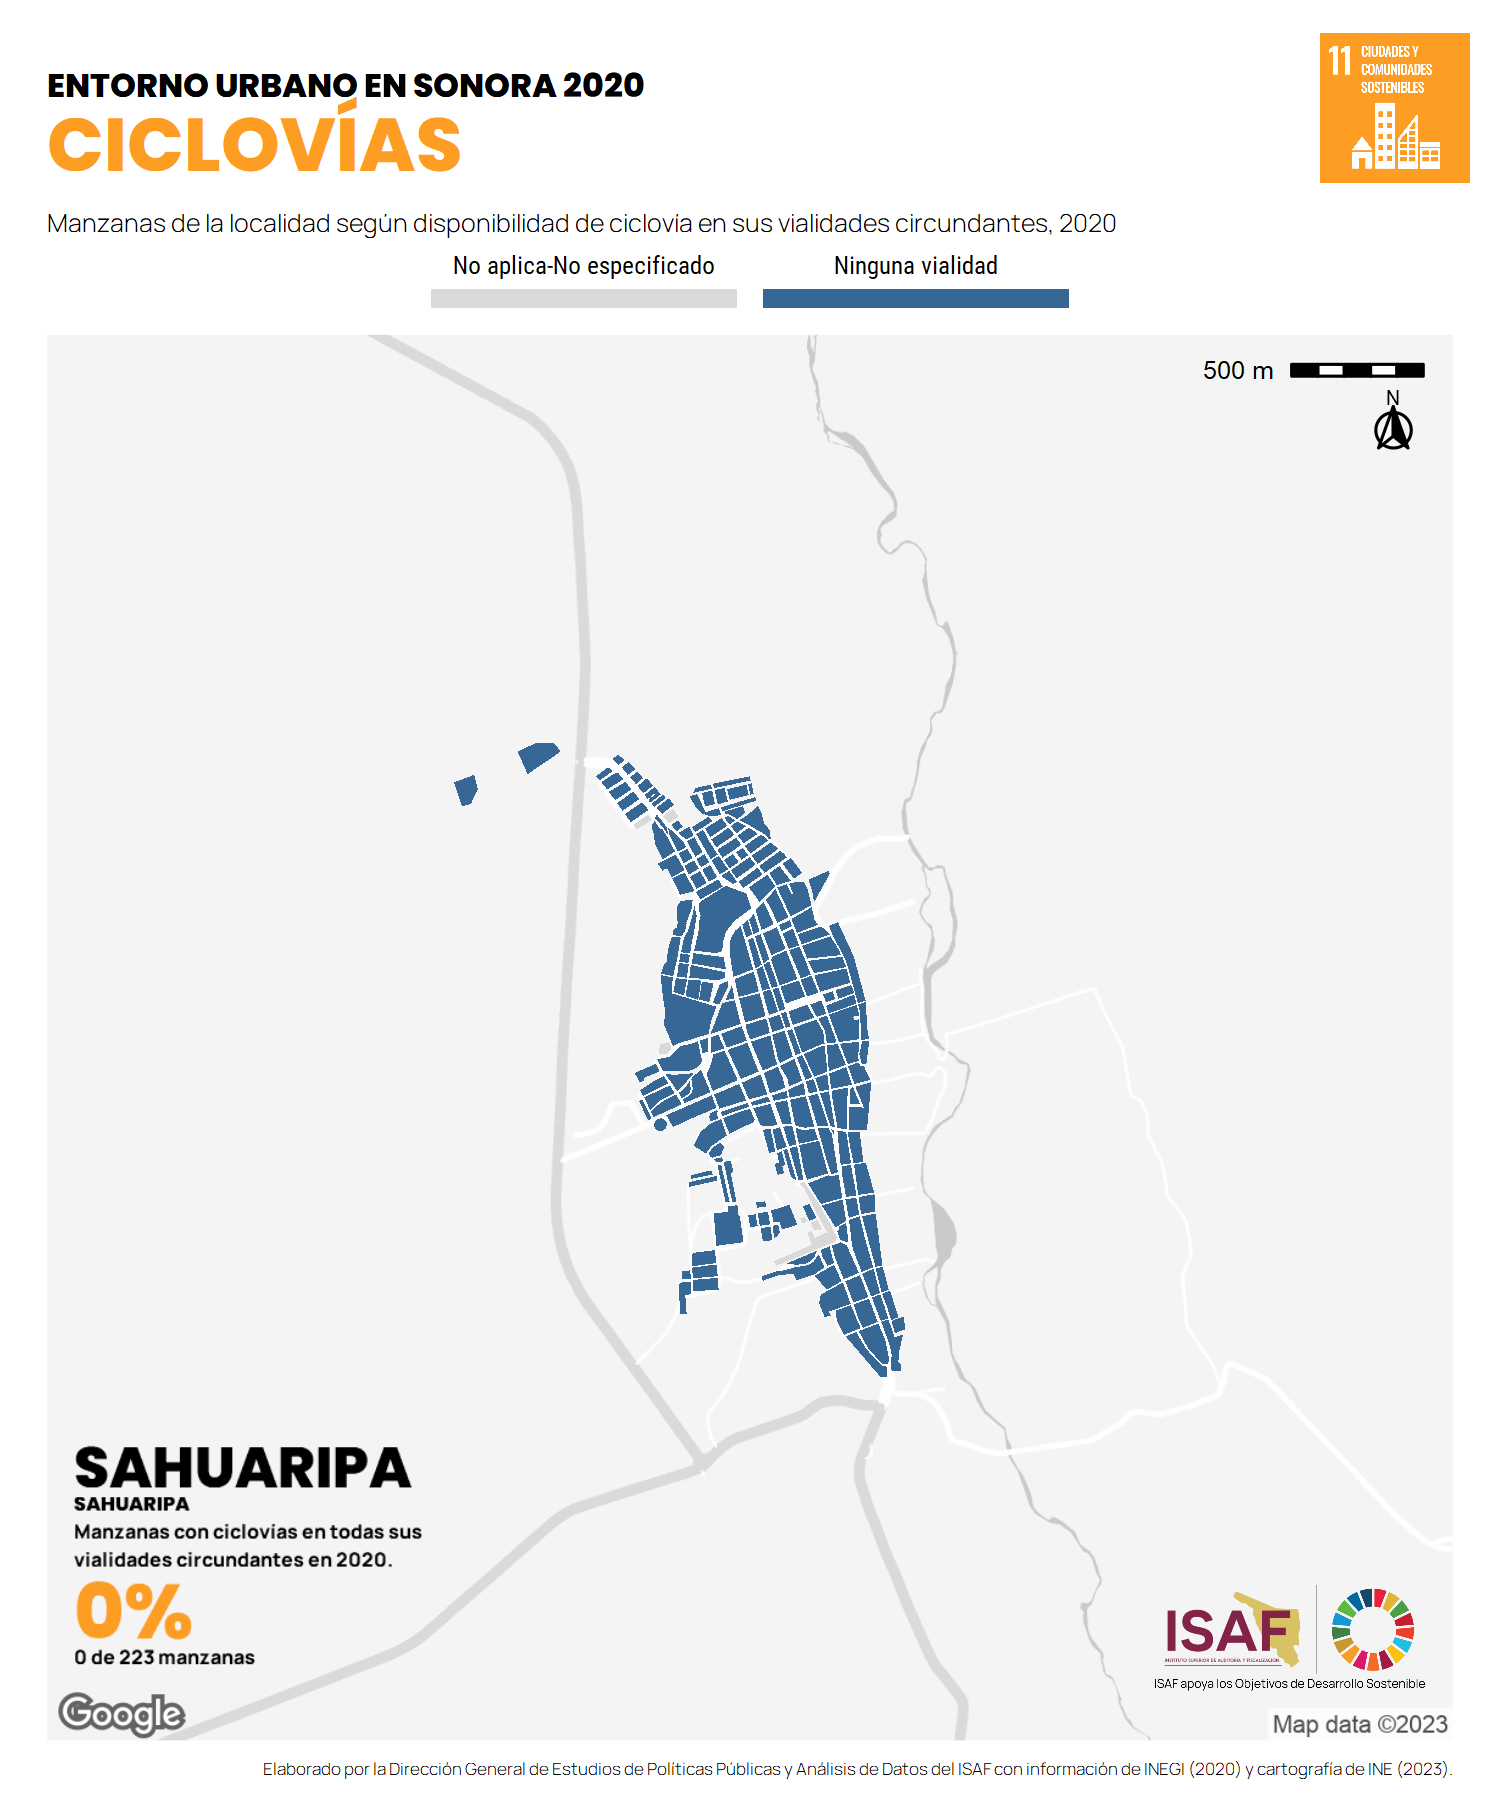 ENTORNO URBANO EN SONORA 2020
CICLOVÍAS
11 CIUDADES Y
COMUNIDADES
SOSTENIBLES
Manzanas de la localidad según disponibilidad de ciclovía en sus vialidades circundantes, 2020
No aplica-No especificado
Ninguna vialidad
500 m
N
SAHUARIPA
SAHUARIPA
Manzanas con ciclovias en todas sus
vialidades circundantes en 2020.
0%
0 de 223 manzanas
Google
ISAF
INSTITUTO SUPERIOR DE AUDITORÍA Y FISCALIZACIÓN
ISAF apoya los Objetivos de Desarrollo Sostenible
Map data ©2023
Elaborado por la Dirección General de Estudios de Políticas Públicas y Análisis de Datos del ISAF con información de INEGI (2020) y cartografía de INE (2023).